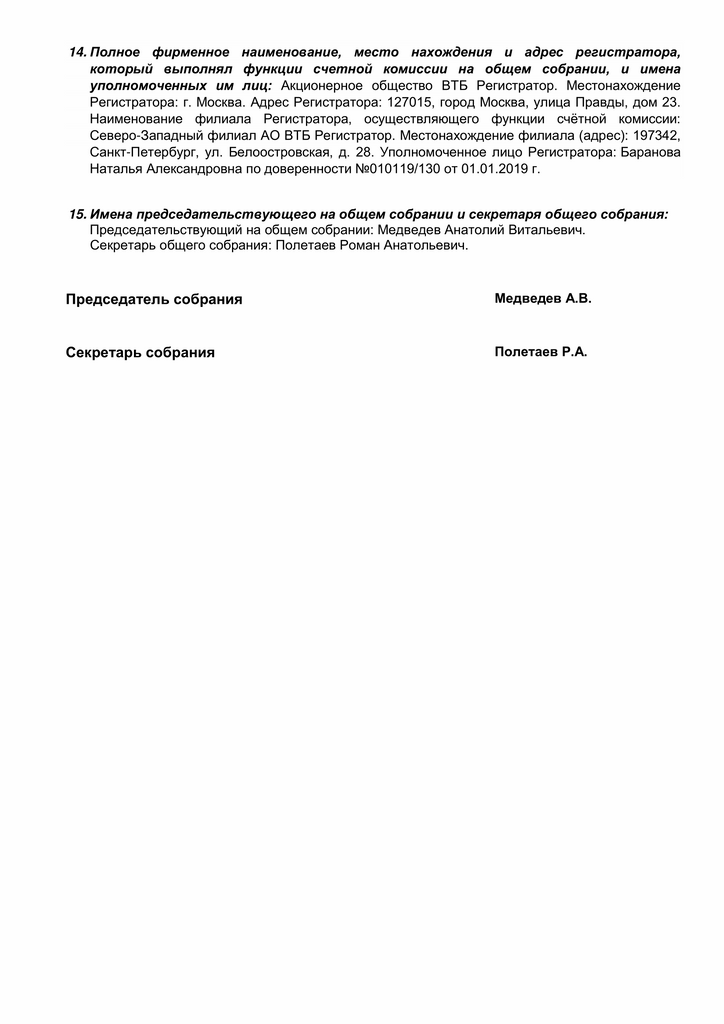 14. Полное фирменное наименование, место нахождения и адрес регистратора,
который выполнял функции счетной комиссии на общем собрании, и имена
уполномоченных им лиц: Акционерное общество ВТБ Регистратор. Местонахождение
Регистратора: г. Москва. Адрес Регистратора: 127015, город Москва, улица Правды, дом 23.
Наименование филиала Регистратора, осуществляющего функции счётной комиссии:
Северо-Западный филиал АО ВТБ Регистратор. Местонахождение филиала (адрес): 197342,
Санкт-Петербург, ул. Белоостровская, д. 28. Уполномоченное лицо Регистратора: Баранова
Наталья Александровна по доверенности №010119/130 от 01.01.2019 г.
15. Имена председательствующего на общем собрании и секретаря общего собрания:
Председательствующий на общем собрании: Медведев Анатолий Витальевич.
Секретарь общего собрания: Полетаев Роман Анатольевич.
Председатель собрания Медведев А.В.
Секретарь собрания Полетаев Р.А.